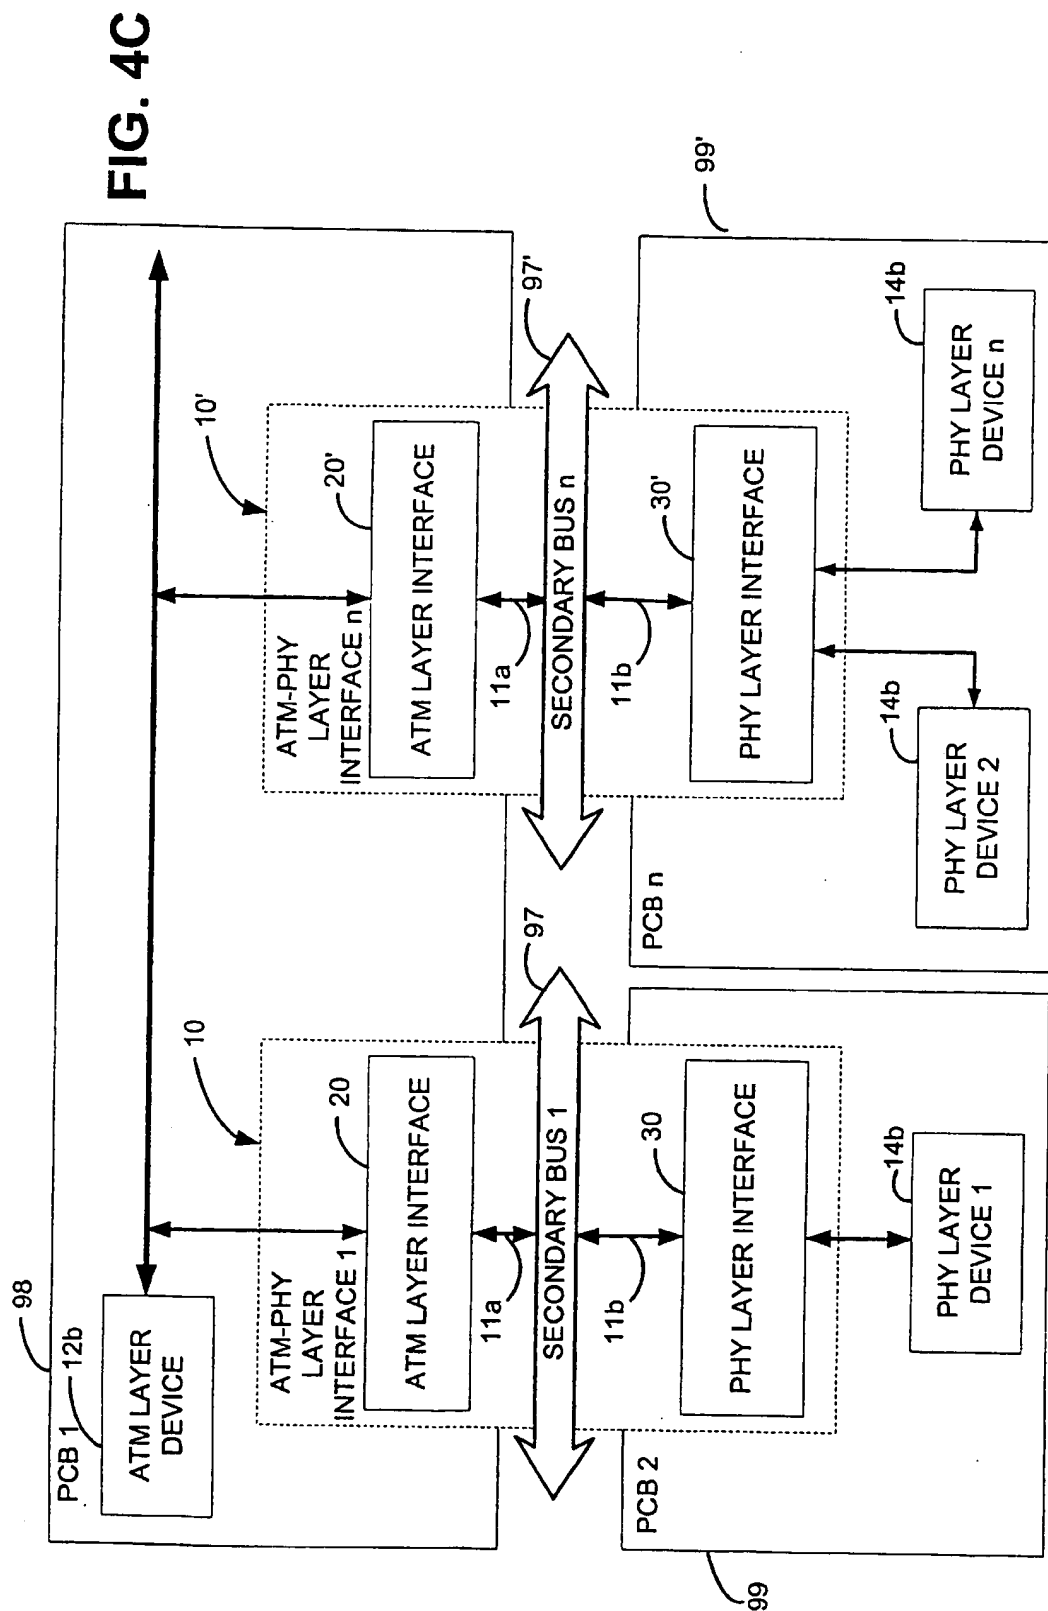 FIG. 4C
98
PCB 1
12b
ATM LAYER
DEVICE
10
ATM-PHY
LAYER
INTERFACE 1
20
ATM LAYER INTERFACE
11a
SECONDARY BUS 1
97
11b
30
PHY LAYER INTERFACE
PCB 2
99
14b
PHY LAYER
DEVICE 1
10'
ATM-PHY
LAYER
INTERFACE n
20'
ATM LAYER INTERFACE
11a
SECONDARY BUS n
97'
11b
30'
PHY LAYER INTERFACE
PCB n
99'
14b
PHY LAYER
DEVICE 2
14b
PHY LAYER
DEVICE n